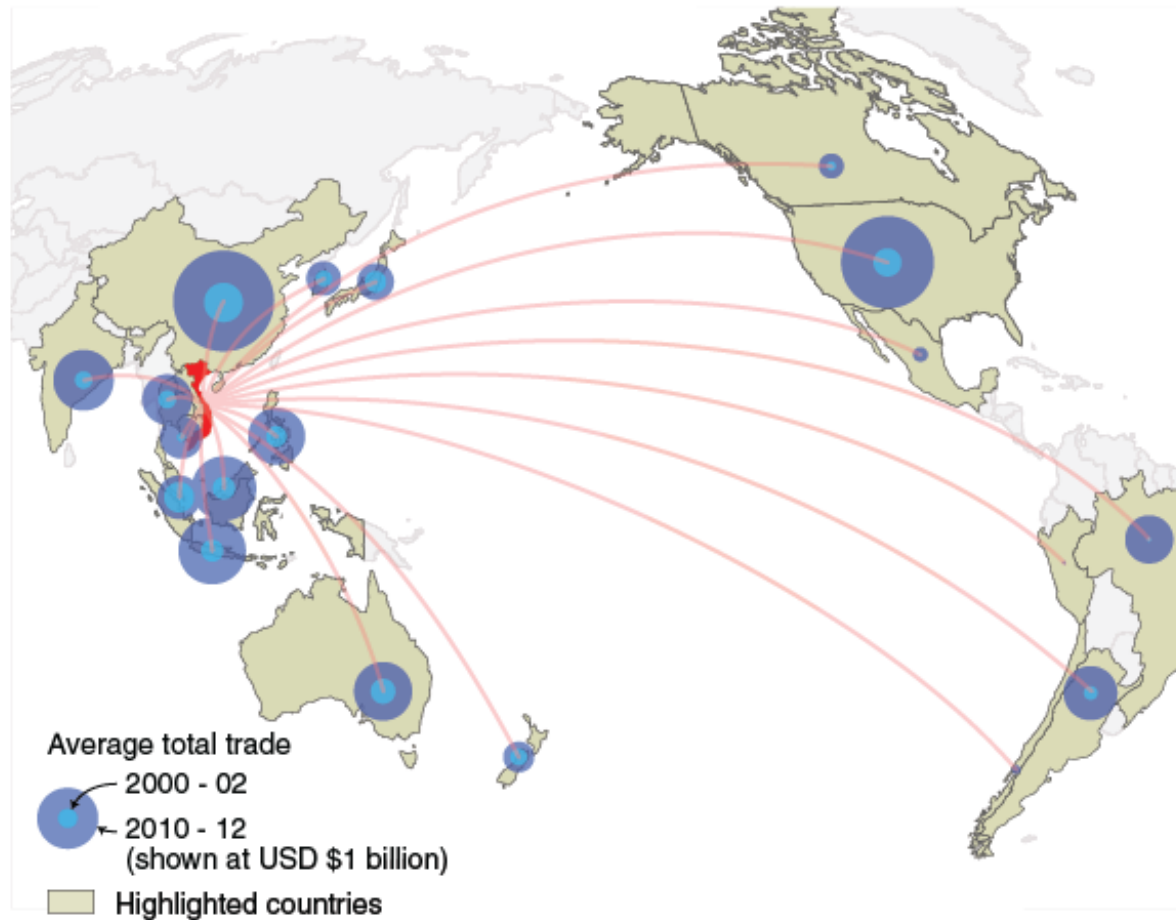 Average total trade
2000 - 02
2010 - 12
(shown at USD $1 billion)
Highlighted countries